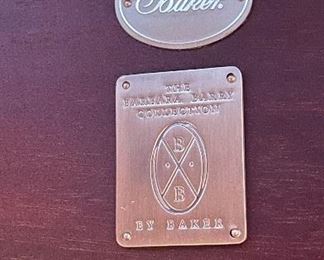 Baker.
THE
BARBARA BARRY
COLLECTION
B
B
BY BAKER